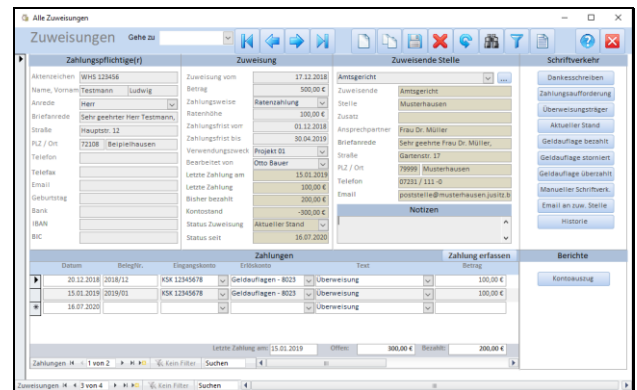 Alle Zuweisungen
Zuweisungen Gehe zu
Zahlungspflichtige(r) Zuweisung Zuweisende Stelle Schriftverkehr
Aktenzeichen WHS 123456
Name, Vornam Testmann Ludwig
Anrede Herr
Briefanrede Sehr geehrter Herr Testmann,
Straße Hauptstr. 12
PLZ / Ort 72108 Beipielhausen
Telefon
Telefax
Email
Geburtstag
Bank
IBAN
BIC
Zuweisung vom 17.12.2018
Betrag 500,00 €
Zahlungsweise Ratenzahlung
Ratenhöhe 100,00 €
Zahlungsfrist vorr 01.12.2018
Zahlungsfrist bis 30.04.2019
Verwendungszweck Projekt 01
Bearbeitet von Otto Bauer
Letzte Zahlung am 15.01.2019
Letzte Zahlung 100,00 €
Bisher bezahlt 200,00 €
Kontostand -300,00 €
Status Zuweisung Aktueller Stand
Status seit 16.07.2020
Amtsgericht ...
Zuweisende Amtsgericht
Stelle Musterhausen
Zusatz
Ansprechpartner Frau Dr. Müller
Briefanrede Sehr geehrte Frau Dr. Müller,
Straße Gartenstr. 17
PLZ / Ort 79999 Musterhausen
Telefon 07231 / 111 -0
Email poststelle@musterhausen.jusitz.b
Notizen
Dankesschreiben
Zahlungsaufforderung
Überweisungsträger
Aktueller Stand
Geldauflage bezahlt
Geldauflage storniert
Geldauflage überzahlt
Manueller Schriftverk.
Email an zuw. Stelle
Historie
Zahlungen Zahlung erfassen Berichte
Datum BelegNr. Eingangskonto Erlöskonto Text Betrag
20.12.2018 2018/12 KSK 12345678 Geldauflagen - 8023 Überweisung 100,00 €
15.01.2019 2019/01 KSK 12345678 Geldauflagen - 8023 Überweisung 100,00 €
16.07.2020
Kontoauszug
Letzte Zahlung am: 15.01.2019 Offen: 300,00 € Bezahlt: 200,00 €
Zahlungen 1 von 2 Kein Filter Suchen
Zuweisungen 3 von 4 Kein Filter Suchen